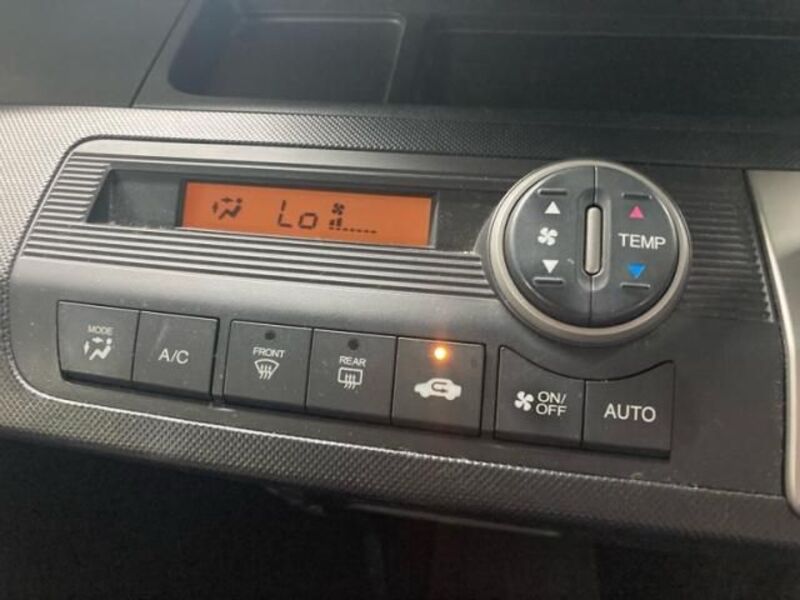 Lo
TEMP
MODE
A/C
FRONT
REAR
ON/
OFF
AUTO